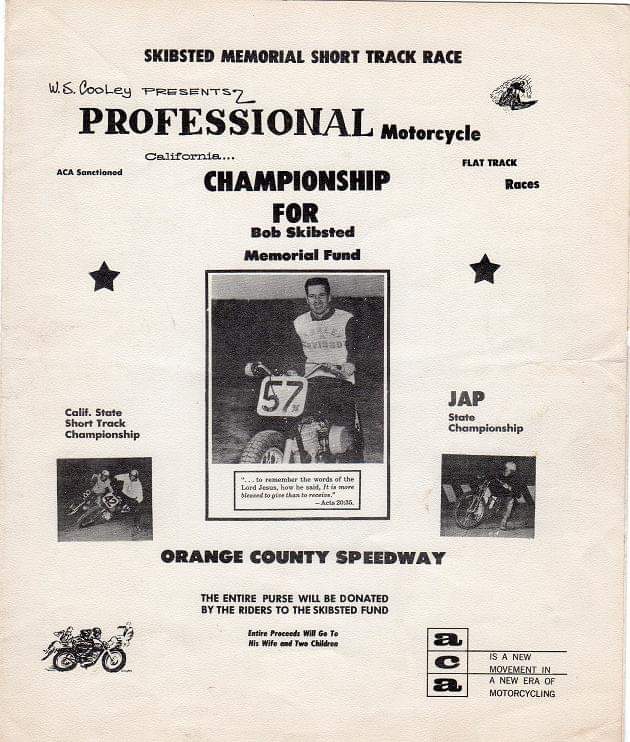 SKIBSTED MEMORIAL SHORT TRACK RACE
W.S. Cooley PRESENTS
PROFESSIONAL Motorcycle
California...
FLAT TRACK
ACA Sanctioned
Races
CHAMPIONSHIP
FOR
Bob Skibsted
Memorial Fund
HARLEY
DAVIDSON
57
Calif. State
Short Track
Championship
JAP
State
Championship
"... to remember the words of the
Lord Jesus, how he said, It is more
blessed to give than to receive."
—Acts 20:35.
ORANGE COUNTY SPEEDWAY
THE ENTIRE PURSE WILL BE DONATED
BY THE RIDERS TO THE SKIBSTED FUND
Entire Proceeds Will Go To
His Wife and Two Children
a
c
a
IS A NEW
MOVEMENT IN
A NEW ERA OF
MOTORCYCLING